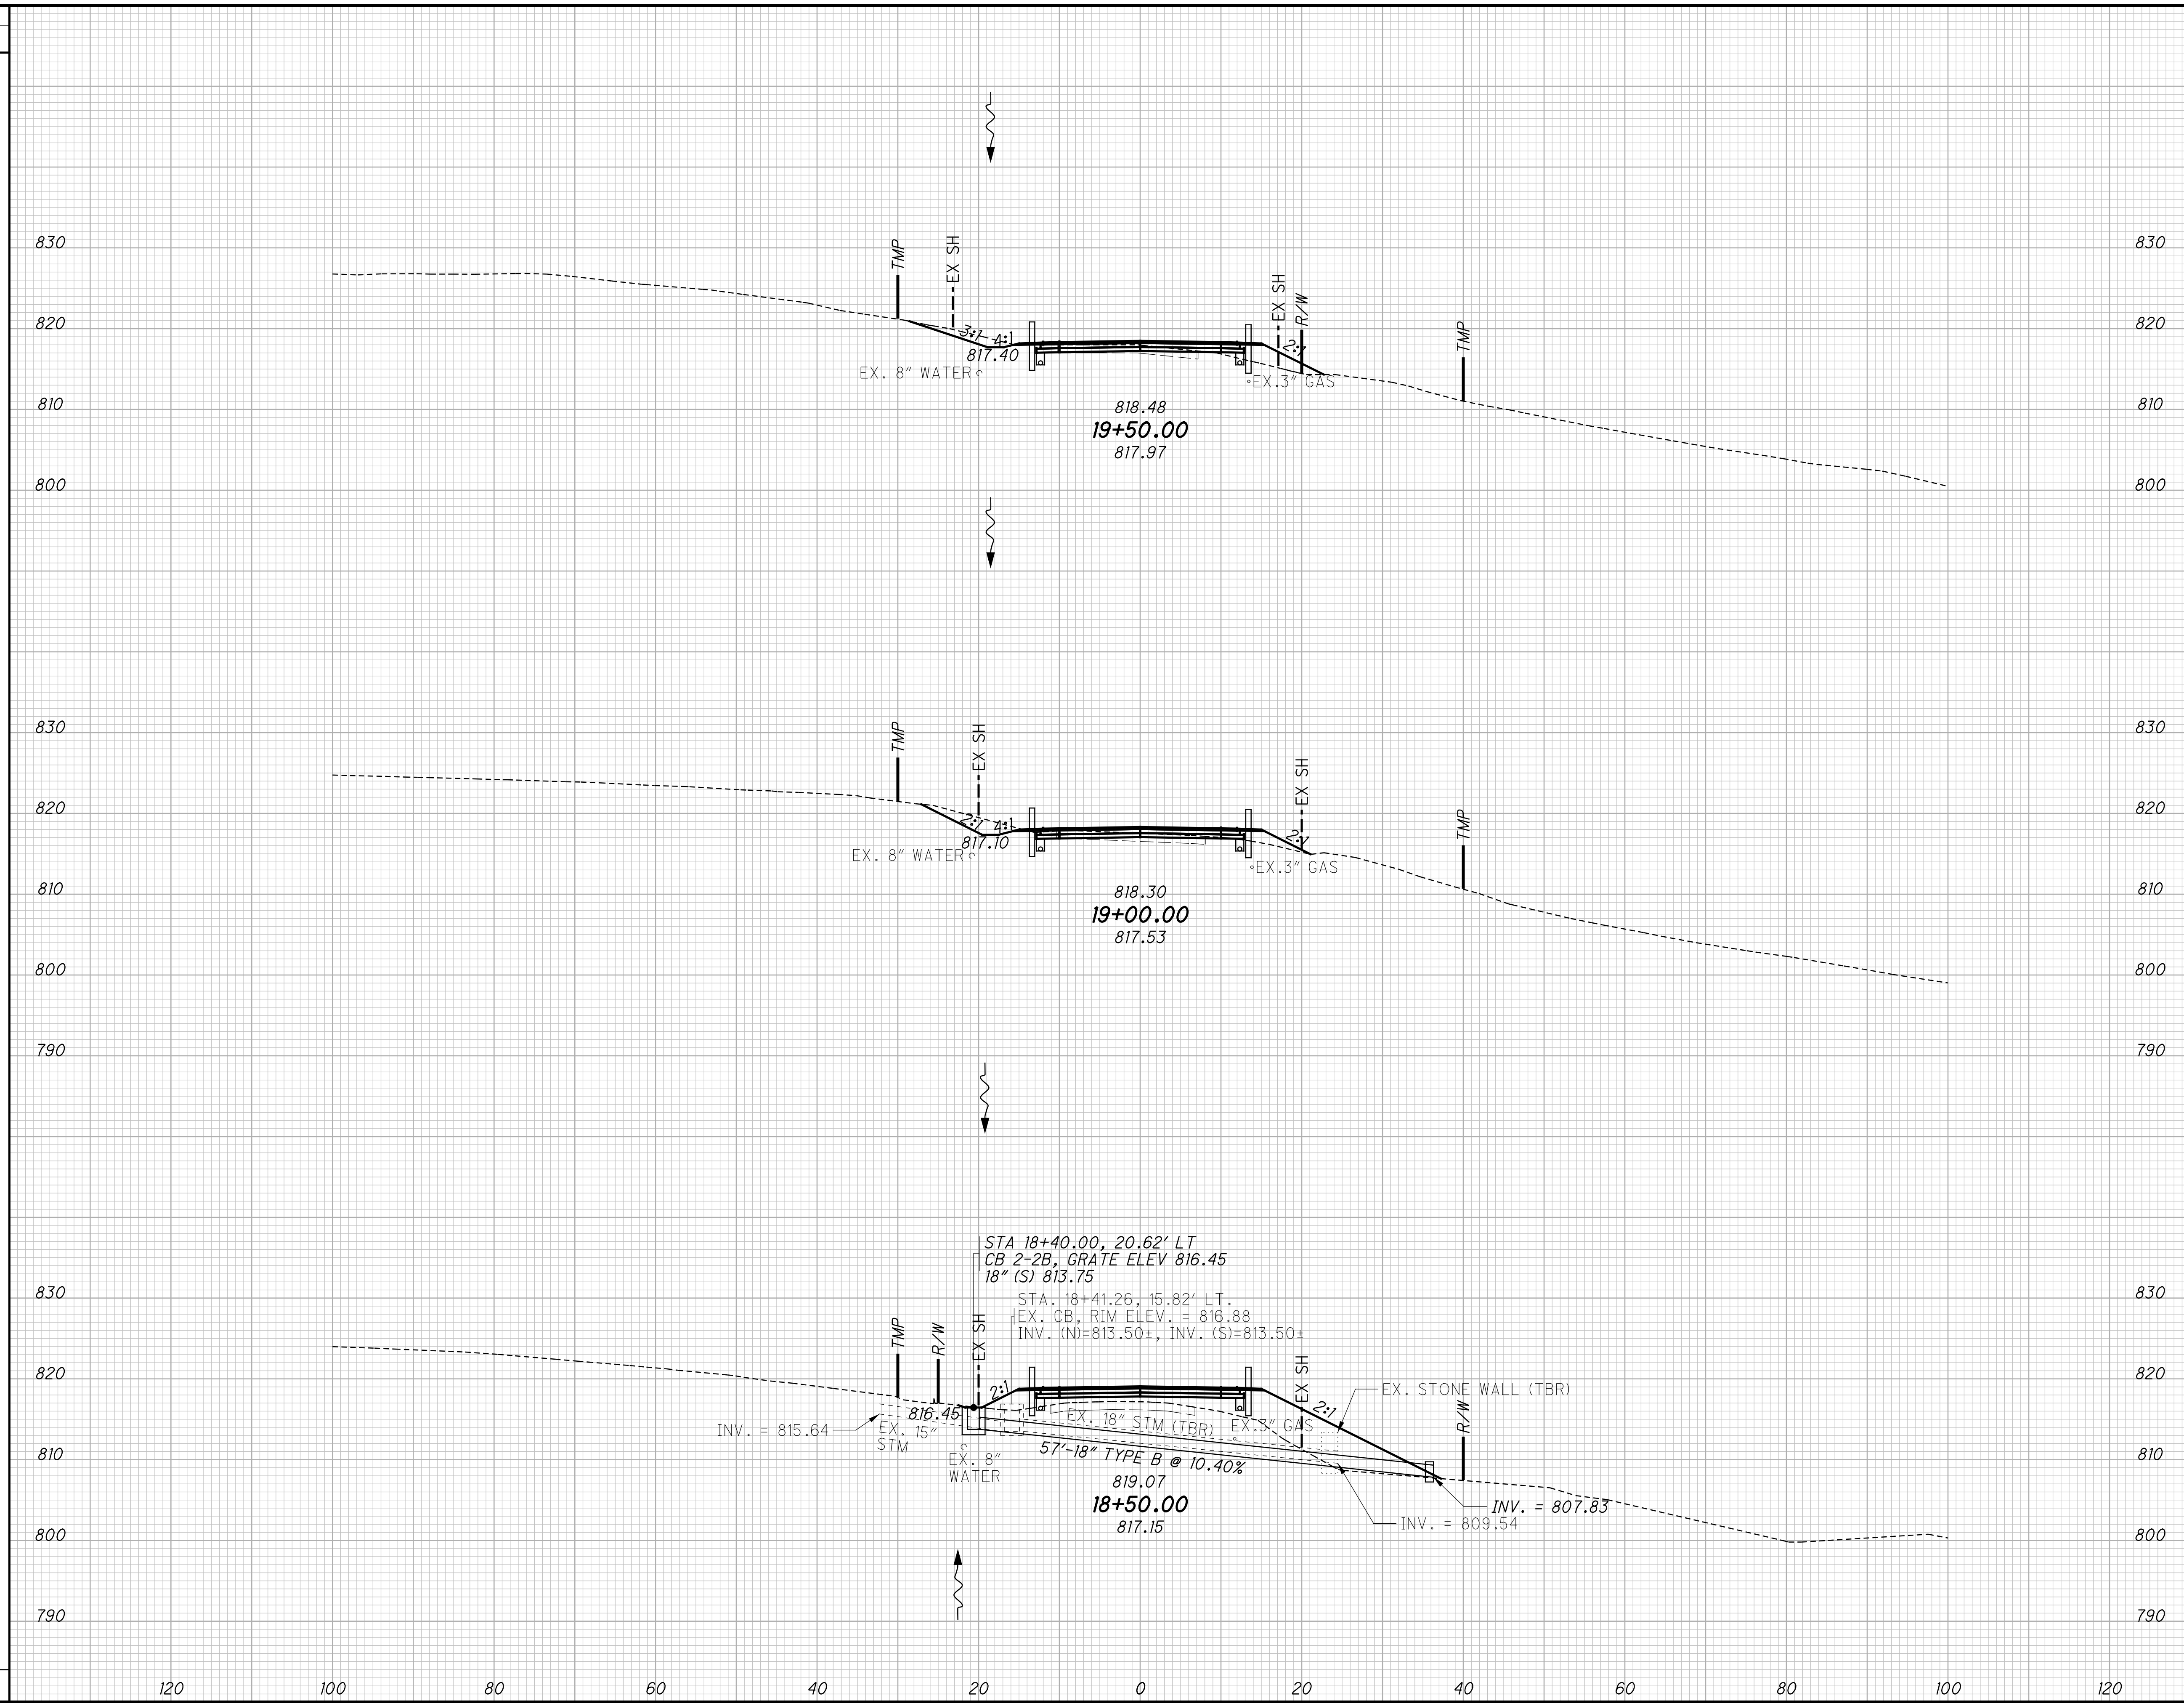 830
TMP
EX SH
EX SH
R/W
TMP
830
820
3:1
4:1
2:1
820
817.40
EX. 8" WATER
EX.3" GAS
810
818.48
810
19+50.00
817.97
800
800
830
TMP
EX SH
EX SH
TMP
830
820
2:1
4:1
2:1
820
817.10
EX. 8" WATER
EX.3" GAS
810
818.30
810
19+00.00
817.53
800
800
790
790
STA 18+40.00, 20.62' LT
CB 2-2B, GRATE ELEV 816.45
18" (S) 813.75
830
STA. 18+41.26, 15.82' LT.
830
EX. CB, RIM ELEV. = 816.88
INV. (N)=813.50±, INV. (S)=813.50±
TMP
R/W
EX SH
EX SH
R/W
820
2:1
2:1
EX. STONE WALL (TBR)
820
816.45
EX. 18" STM (TBR)
EX.3" GAS
INV. = 815.64
EX. 15"
STM
810
EX. 8"
WATER
57'-18" TYPE B @ 10.40%
810
819.07
18+50.00
INV. = 807.83
817.15
INV. = 809.54
800
800
790
790
120
100
80
60
40
20
0
20
40
60
80
100
120